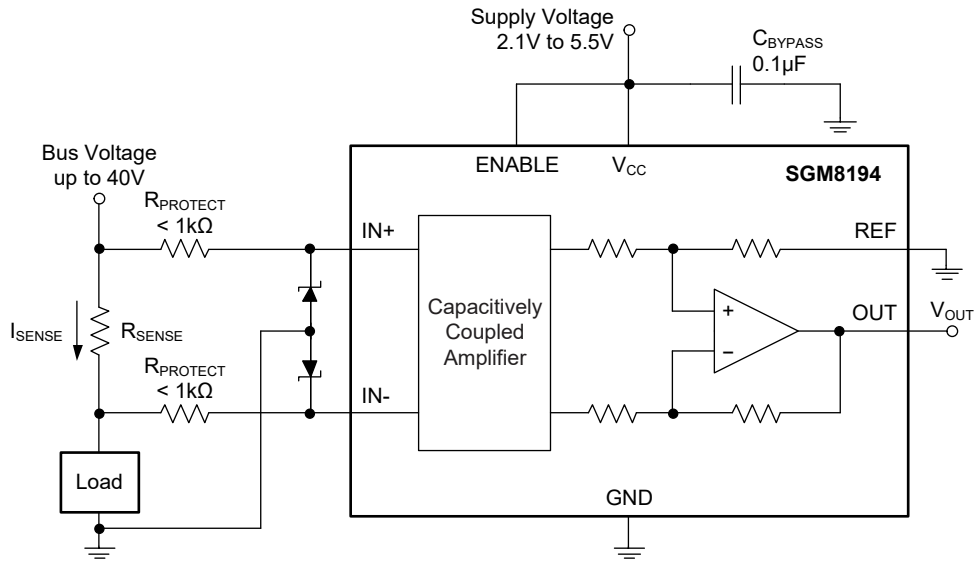 Supply Voltage
2.1V to 5.5V
CBYPASS
0.1μF
Bus Voltage
up to 40V
ENABLE
VCC
SGM8194
RPROTECT
< 1kΩ
IN+
REF
ISENSE
RSENSE
Capacitively
Coupled
Amplifier
+
−
OUT
VOUT
RPROTECT
< 1kΩ
IN-
Load
GND